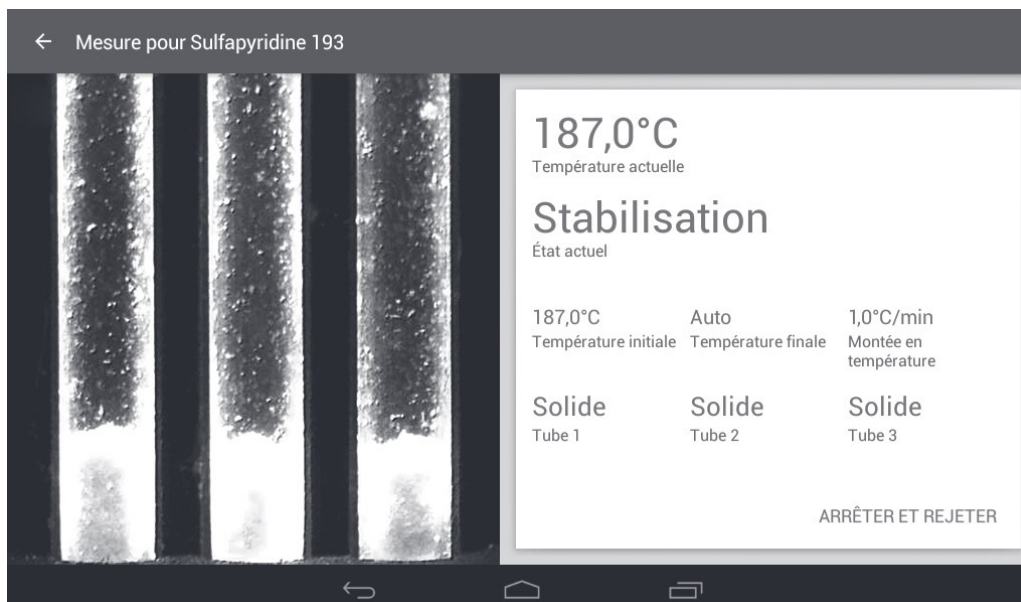 Mesure pour Sulfapyridine 193
187,0°C
Température actuelle
Stabilisation
État actuel
187,0°C Auto 1,0°C/min
Température initiale Température finale Montée en
température
Solide Solide Solide
Tube 1 Tube 2 Tube 3
ARRÊTER ET REJETER